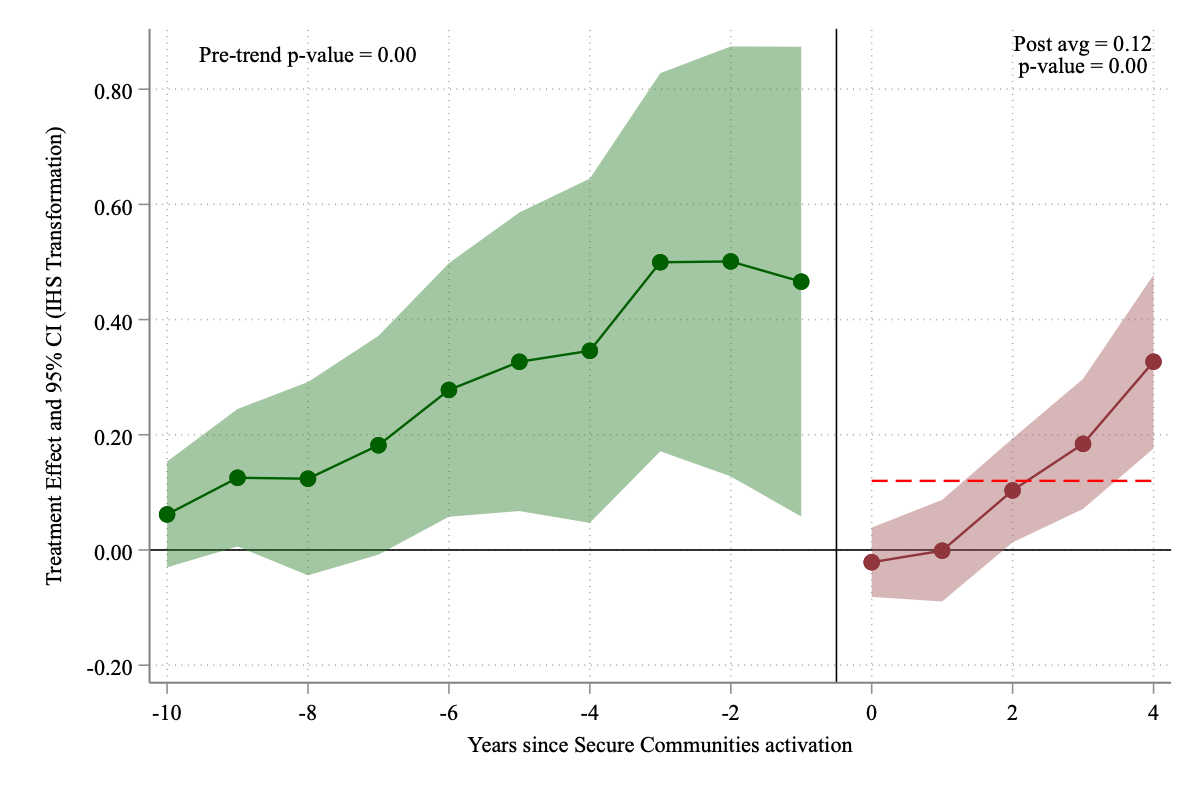 Pre-trend p-value = 0.00
Post avg = 0.12
p-value = 0.00
Treatment Effect and 95% CI (IHS Transformation)
0.80
0.60
0.40
0.20
0.00
-0.20
-10 -8 -6 -4 -2 0 2 4
Years since Secure Communities activation